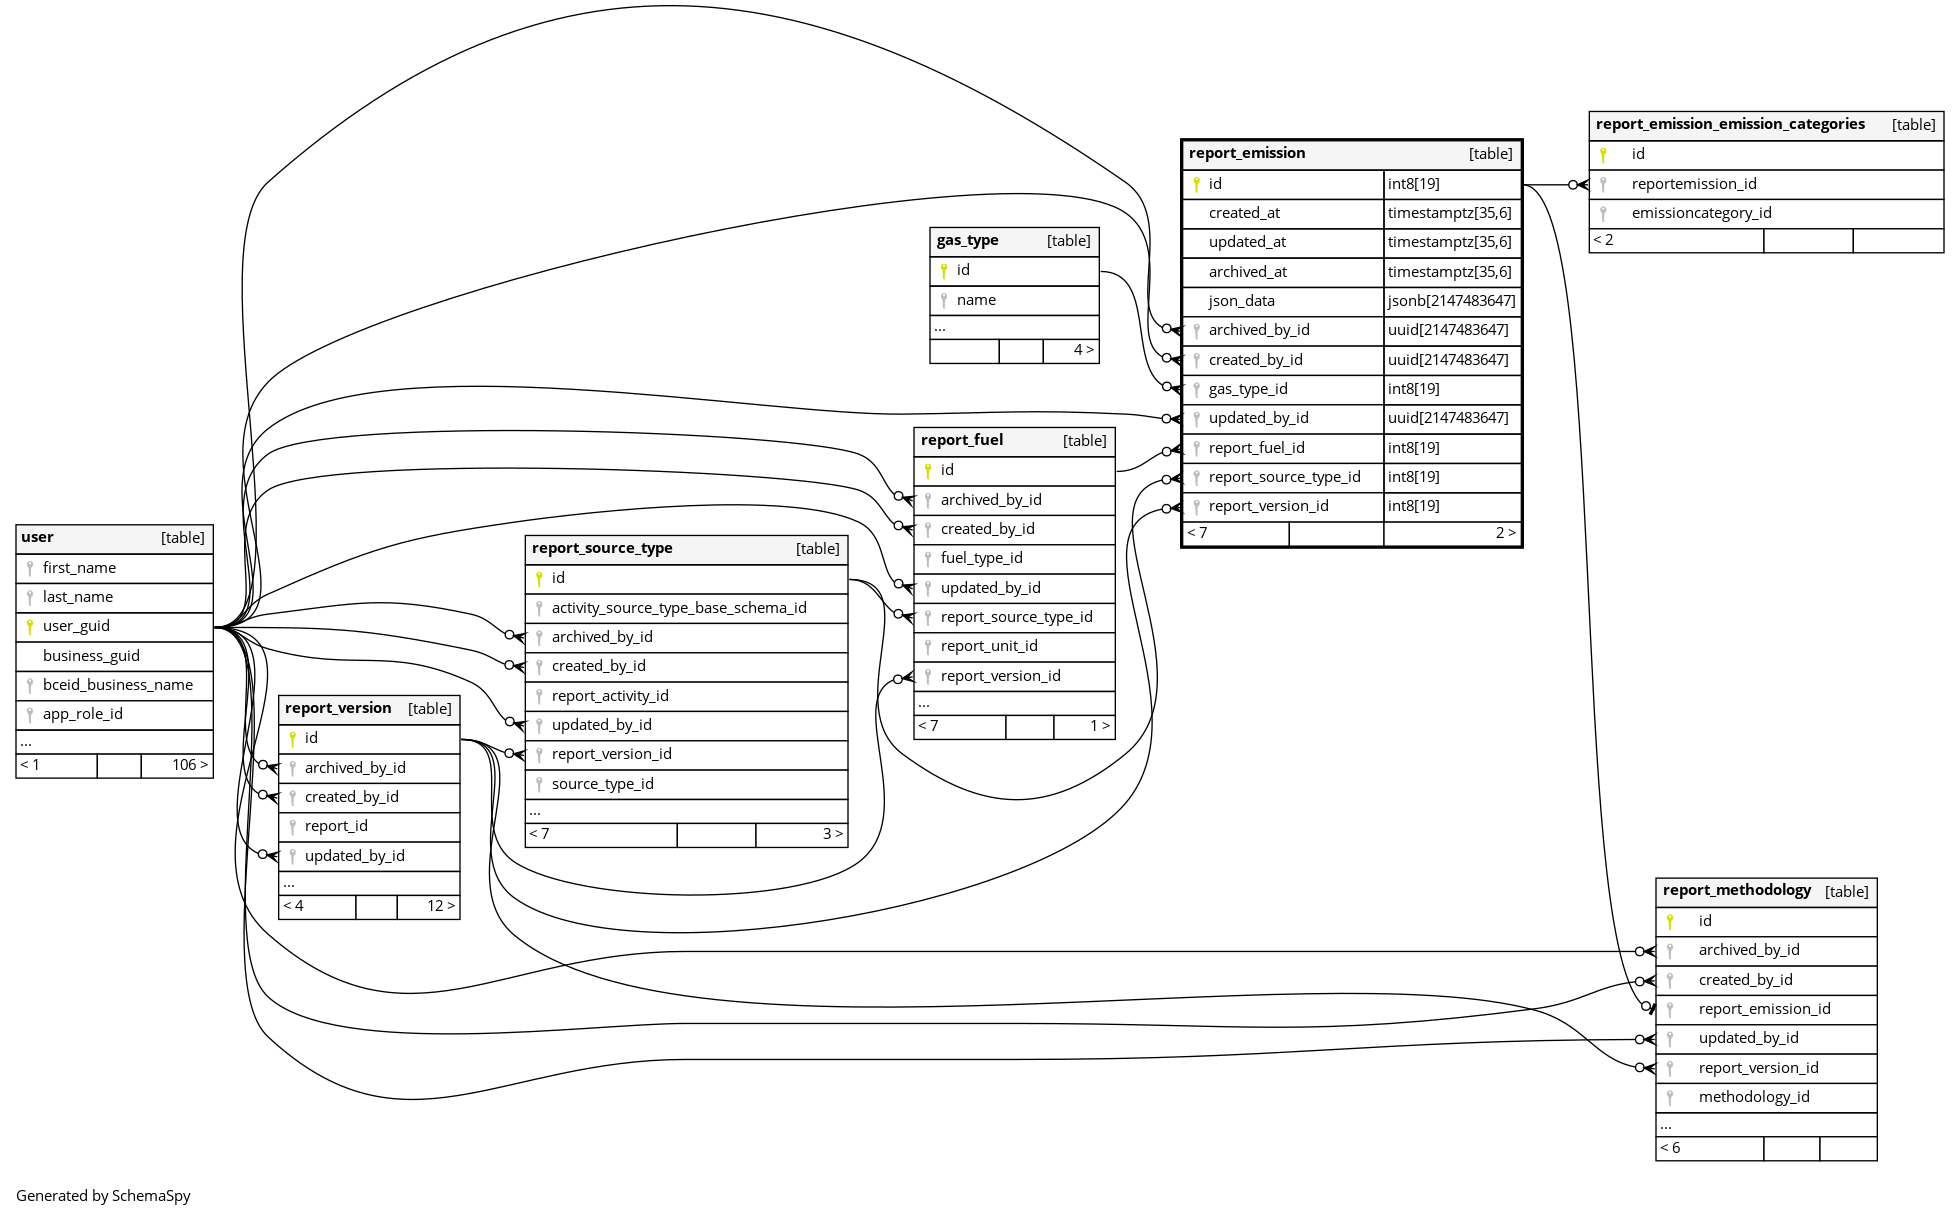 report_emission_emission_categories [table]
id
reportemission_id
emissioncategory_id
< 2
report_emission [table]
id int8[19]
created_at timestamptz[35,6]
updated_at timestamptz[35,6]
archived_at timestamptz[35,6]
json_data jsonb[2147483647]
archived_by_id uuid[2147483647]
created_by_id uuid[2147483647]
gas_type_id int8[19]
updated_by_id uuid[2147483647]
report_fuel_id int8[19]
report_source_type_id int8[19]
report_version_id int8[19]
< 7 2 >
gas_type [table]
id
name
...
4 >
report_fuel [table]
id
archived_by_id
created_by_id
fuel_type_id
updated_by_id
report_source_type_id
report_unit_id
report_version_id
...
< 7 1 >
user [table]
first_name
last_name
user_guid
business_guid
bceid_business_name
app_role_id
...
< 1 106 >
report_source_type [table]
id
activity_source_type_base_schema_id
archived_by_id
created_by_id
report_activity_id
updated_by_id
report_version_id
source_type_id
...
< 7 3 >
report_version [table]
id
archived_by_id
created_by_id
report_id
updated_by_id
...
< 4 12 >
report_methodology [table]
id
archived_by_id
created_by_id
report_emission_id
updated_by_id
report_version_id
methodology_id
...
< 6
Generated by SchemaSpy